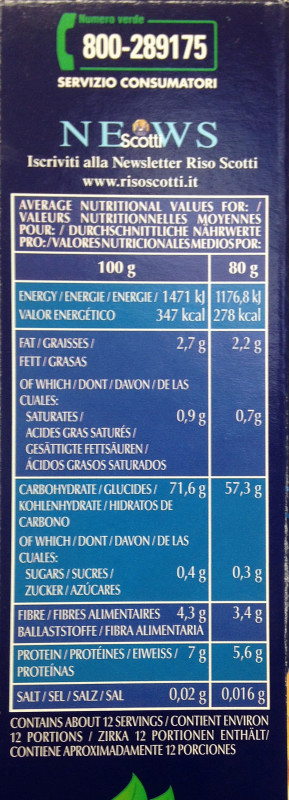 Numero verde
800-289175
SERVIZIO CONSUMATORI
NEWS
Scotti
Iscriviti alla Newsletter Riso Scotti
www.risoscotti.it
AVERAGE NUTRITIONAL VALUES FOR: /
VALEURS NUTRITIONNELLES MOYENNES
POUR: / DURCHSCHNITTLICHE NÄHRWERTE
PRO: / VALORES NUTRICIONALES MEDIOS POR:
100 g 80 g
ENERGY / ENERGIE / ENERGIE / 1471 kJ 1176,8 kJ
VALOR ENERGÉTICO 347 kcal 278 kcal
FAT / GRAISSES / 2,7 g 2,2 g
FETT / GRASAS
OF WHICH / DONT / DAVON / DE LAS
CUALES:
SATURATES / 0,9 g 0,7g
ACIDES GRAS SATURÉS /
GESÄTTIGTE FETTSÄUREN /
ÁCIDOS GRASOS SATURADOS
CARBOHYDRATE / GLUCIDES / 71,6 g 57,3 g
KOHLENHYDRATE / HIDRATOS DE
CARBONO
OF WHICH / DONT / DAVON / DE LAS
CUALES:
SUGARS / SUCRES / 0,4 g 0,3 g
ZUCKER / AZÚCARES
FIBRE / FIBRES ALIMENTAIRES 4,3 g 3,4 g
BALLASTSTOFFE / FIBRA ALIMENTARIA
PROTEIN / PROTÉINES / EIWEISS / 7 g 5,6 g
PROTEÍNAS
SALT / SEL / SALZ / SAL 0,02 g 0,016 g
CONTAINS ABOUT 12 SERVINGS / CONTIENT ENVIRON
12 PORTIONS / ZIRKA 12 PORTIONEN ENTHÄLT/
CONTIENE APROXIMADAMENTE 12 PORCIONES